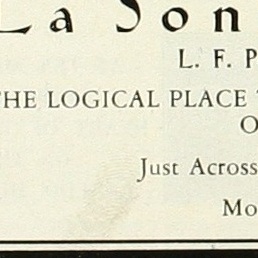 La Son
L. F. P
THE LOGICAL PLACE
O
Just Across
Mo